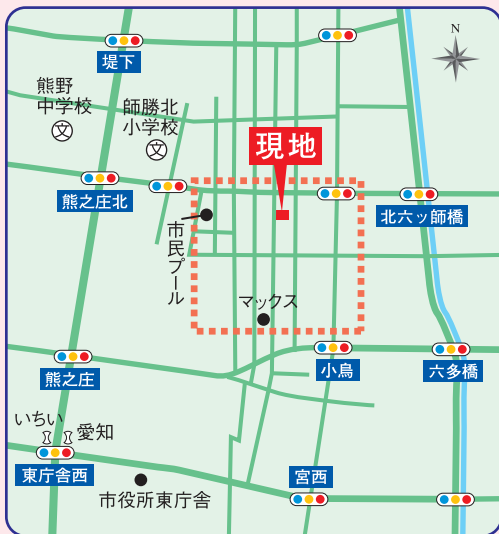 N
堤下
熊野
中学校
師勝北
小学校
文
文
現地
熊之庄北
北六ッ師橋
市民プール
マックス
熊之庄
小鳥
六多橋
いちい
愛知
東庁舎西
市役所東庁舎
宮西